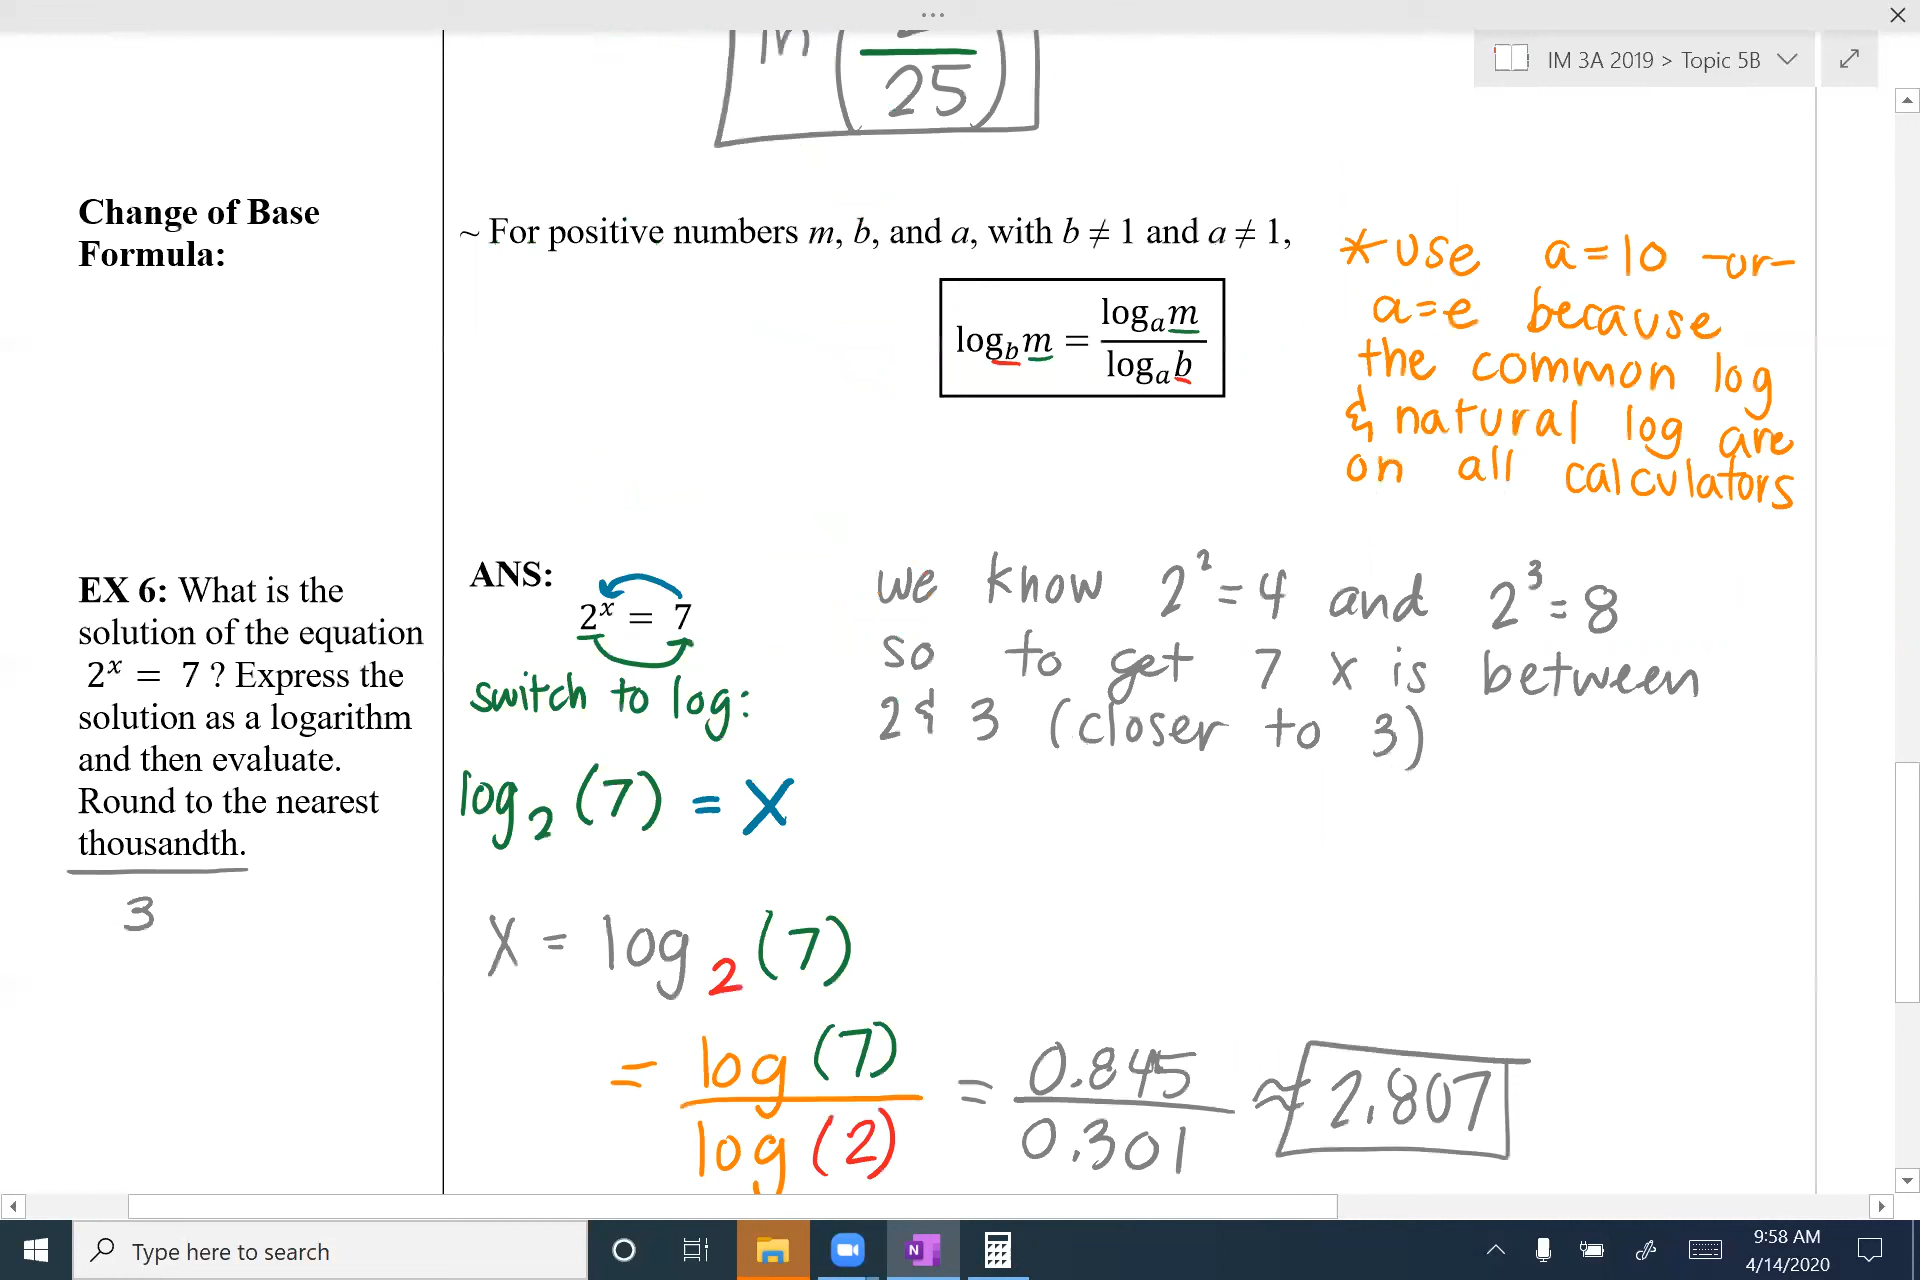 IM 3A 2019 > Topic 5B
ln ( / 25 )
Change of Base
Formula:
~ For positive numbers m, b, and a, with b ≠ 1 and a ≠ 1,
log_b m = log_a m / log_a b
*use a=10 -or-
a=e because
the common log
& natural log are
on all calculators
EX 6: What is the
solution of the equation
2^x = 7 ? Express the
solution as a logarithm
and then evaluate.
Round to the nearest
thousandth.
3
ANS:
2^x = 7
switch to log:
log_2 (7) = x
we know 2^2 = 4 and 2^3 = 8
so to get 7 x is between
2 & 3 (closer to 3)
x = log_2 (7)
= log (7) / log (2) = 0.845 / 0.301 ≈ 2.807
Type here to search
N
9:58 AM
4/14/2020